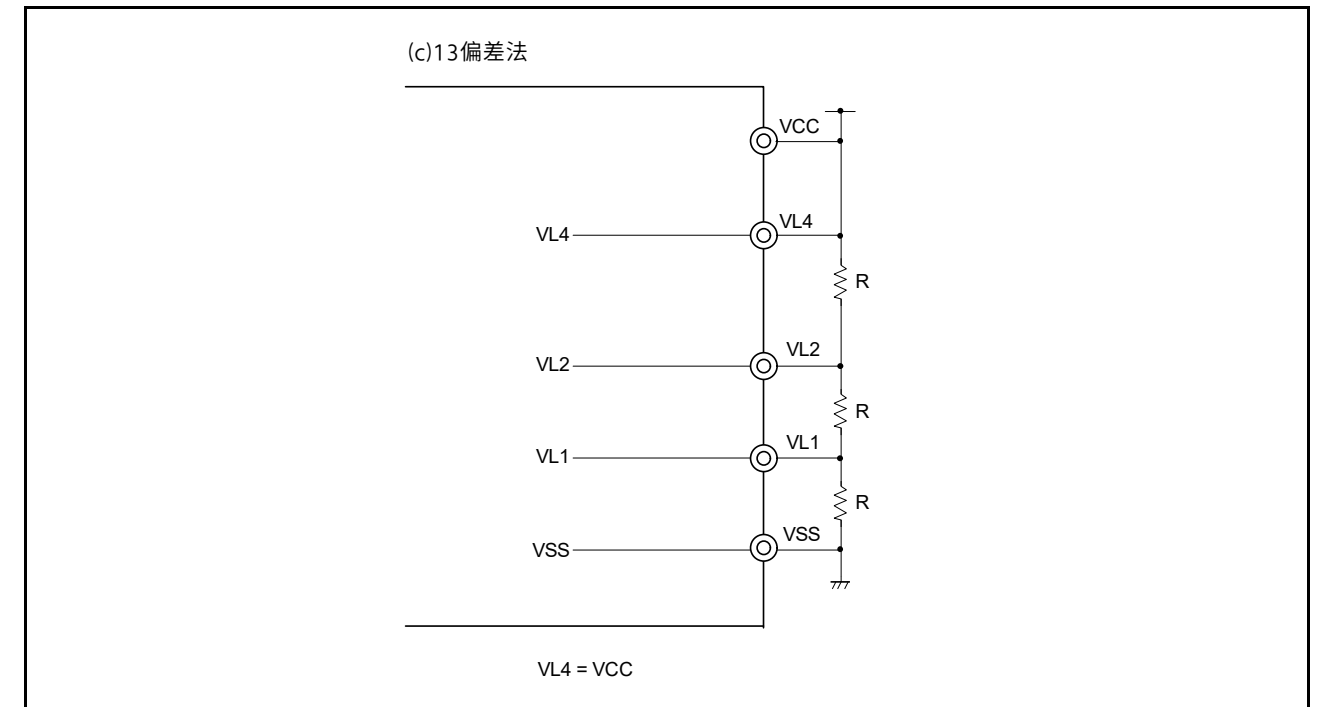 (c)13偏差法
VCC
VL4 VL4
R
VL2 VL2
R
VL1 VL1
R
VSS VSS
VL4 = VCC